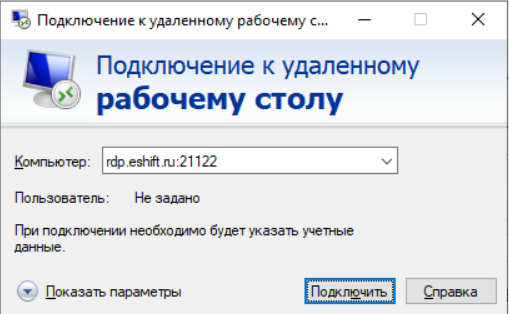 Подключение к удаленному рабочему с...
Подключение к удаленному
рабочему столу
Компьютер: rdp.eshift.ru:21122
Пользователь: Не задано
При подключении необходимо будет указать учетные
данные.
Показать параметры Подключить Справка